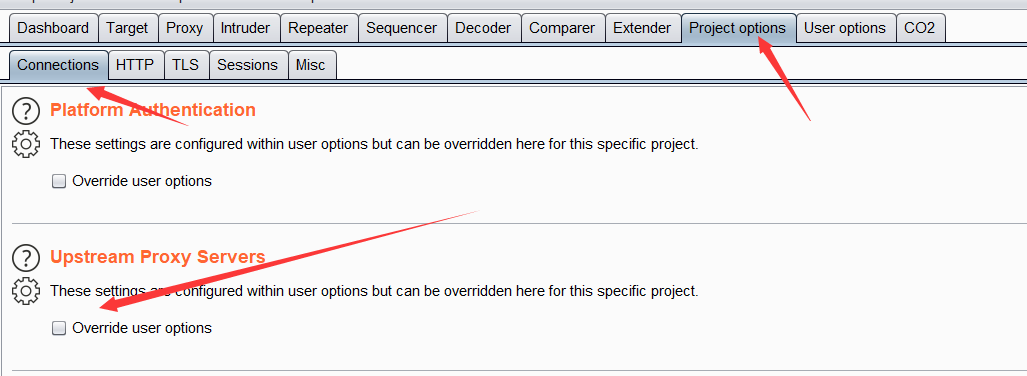 Dashboard Target Proxy Intruder Repeater Sequencer Decoder Comparer Extender Project options User options CO2
Connections HTTP TLS Sessions Misc
? Platform Authentication
These settings are configured within user options but can be overridden here for this specific project.
Override user options
? Upstream Proxy Servers
These settings are configured within user options but can be overridden here for this specific project.
Override user options